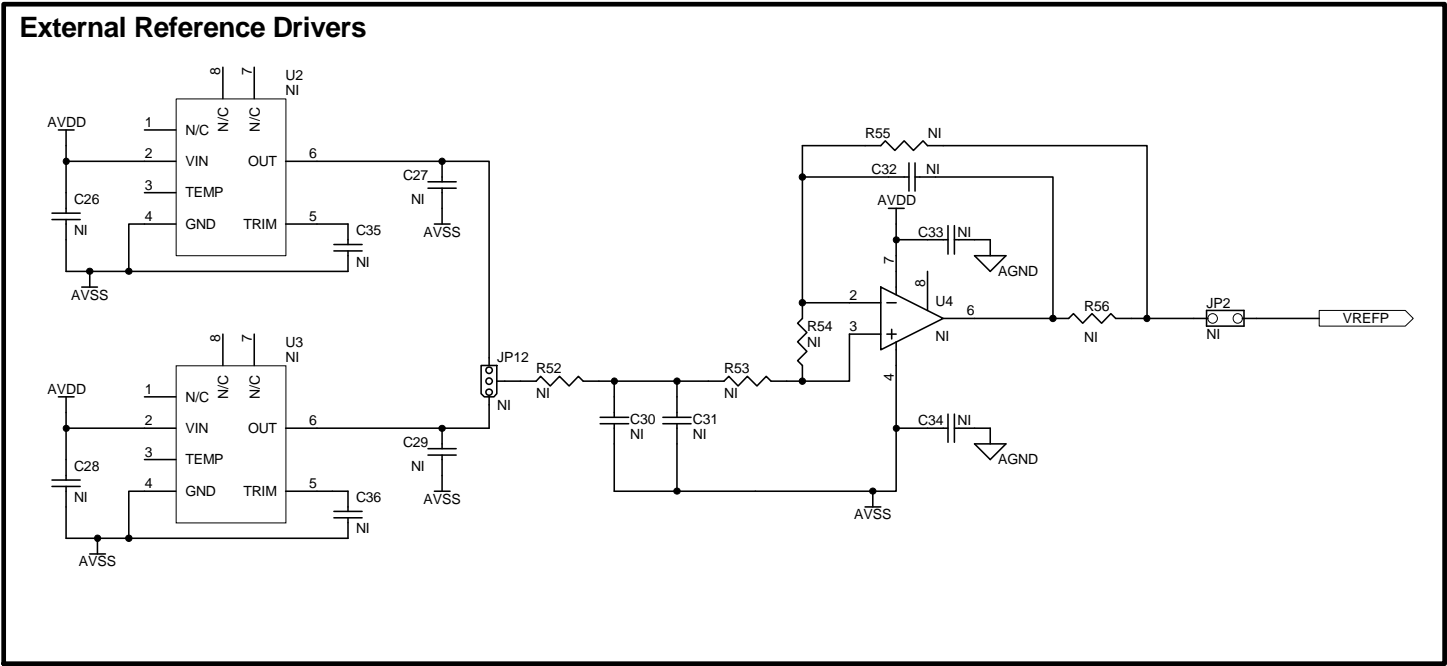 External Reference Drivers
8
7
U2
NI
N/C
N/C
AVDD
1
N/C
2
VIN
OUT
6
3
TEMP
4
GND
TRIM
5
C26
NI
C35
NI
AVSS
C27
NI
AVSS
8
7
U3
NI
N/C
N/C
AVDD
1
N/C
2
VIN
OUT
6
3
TEMP
4
GND
TRIM
5
C28
NI
C36
NI
AVSS
C29
NI
AVSS
JP12
NI
R52
NI
C30
NI
C31
NI
R53
NI
R54
NI
R55
NI
C32
NI
AVDD
C33
NI
AGND
7
8
2
3
U4
NI
6
4
C34
NI
AGND
AVSS
R56
NI
JP2
NI
VREFP